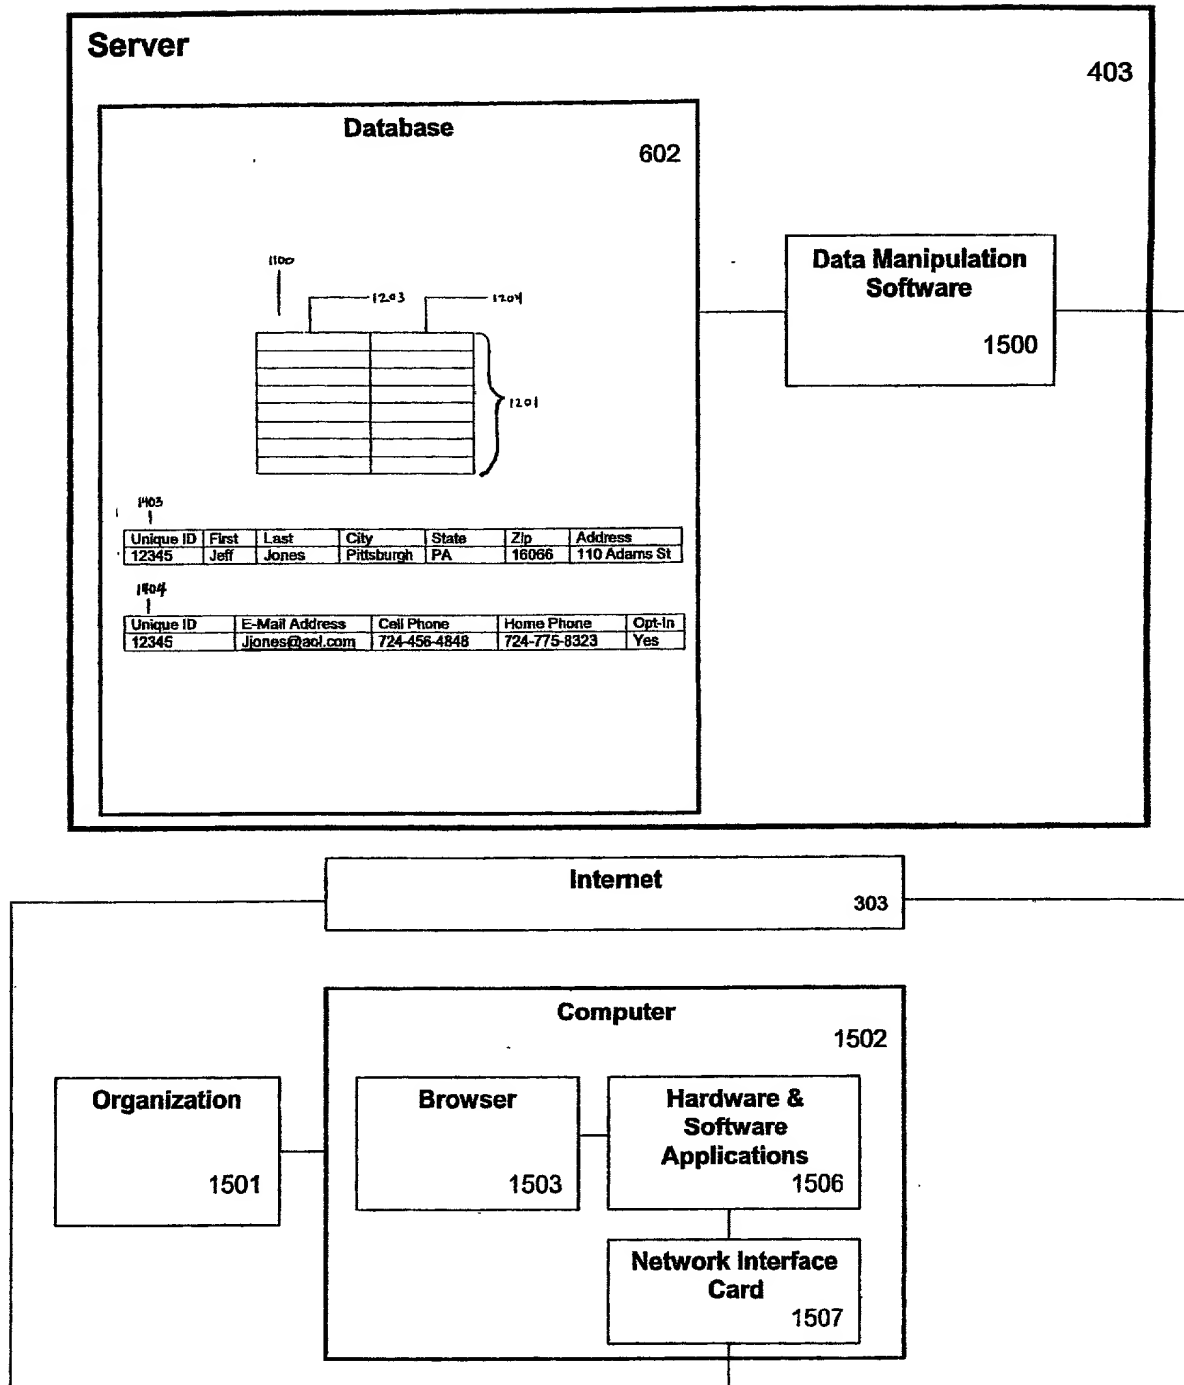 Server
403
Database
602
1100
1203
1204
1201
Data Manipulation
Software
1500
1403
Unique ID First Last City State Zip Address
12345 Jeff Jones Pittsburgh PA 16066 110 Adams St
1404
Unique ID E-Mail Address Cell Phone Home Phone Opt-In
12345 Jjones@aol.com 724-456-4848 724-775-8323 Yes
Internet
303
Computer
1502
Organization
1501
Browser
1503
Hardware &
Software
Applications
1506
Network Interface
Card
1507